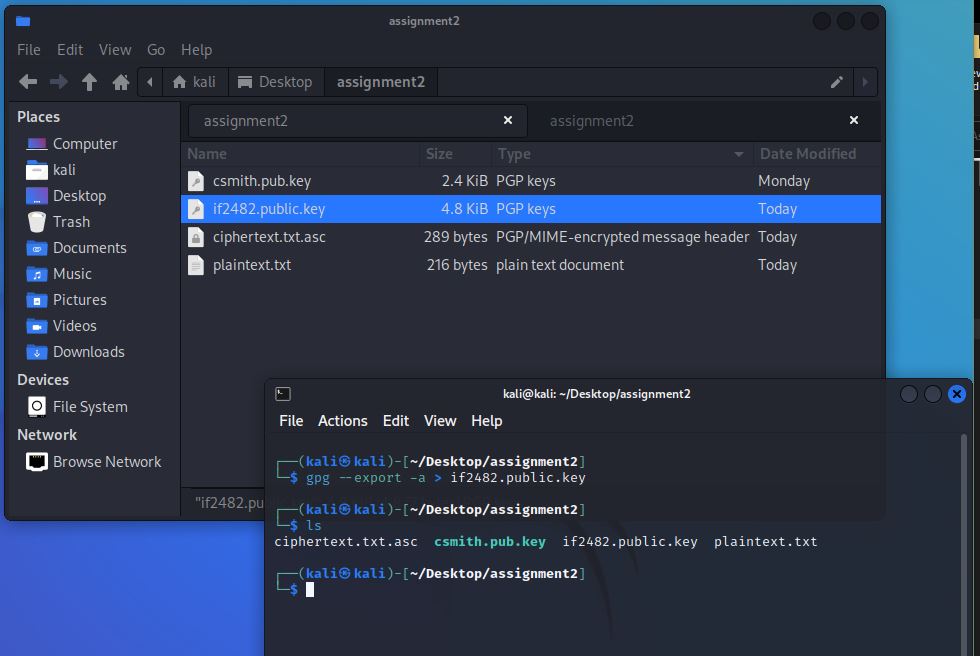 assignment2
File Edit View Go Help
kali Desktop assignment2
Places
Computer
kali
Desktop
Trash
Documents
Music
Pictures
Videos
Downloads
Devices
File System
Network
Browse Network
assignment2 assignment2
Name Size Type Date Modified
csmith.pub.key 2.4 KiB PGP keys Monday
if2482.public.key 4.8 KiB PGP keys Today
ciphertext.txt.asc 289 bytes PGP/MIME-encrypted message header Today
plaintext.txt 216 bytes plain text document Today
kali@kali: ~/Desktop/assignment2
File Actions Edit View Help
┌──(kali㉿kali)-[~/Desktop/assignment2]
└─$ gpg --export -a > if2482.public.key
┌──(kali㉿kali)-[~/Desktop/assignment2]
└─$ ls
ciphertext.txt.asc csmith.pub.key if2482.public.key plaintext.txt
┌──(kali㉿kali)-[~/Desktop/assignment2]
└─$